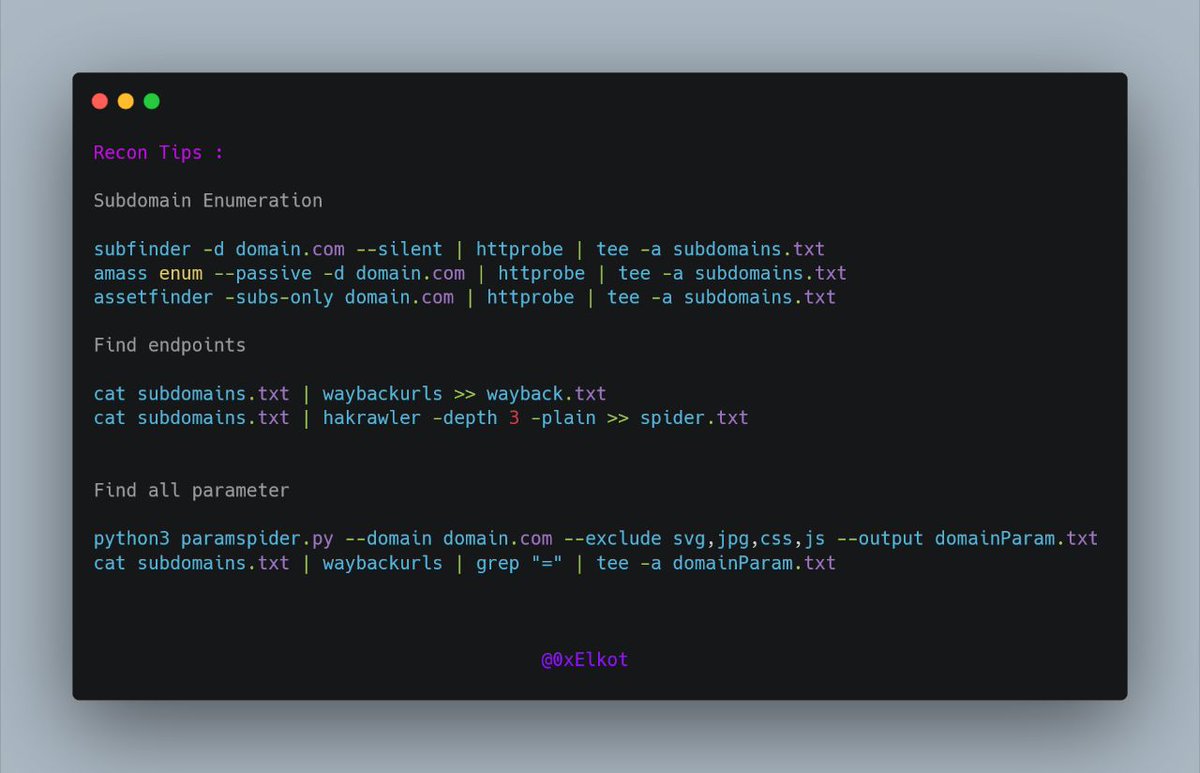 Recon Tips :
Subdomain Enumeration
subfinder -d domain.com --silent | httprobe | tee -a subdomains.txt
amass enum --passive -d domain.com | httprobe | tee -a subdomains.txt
assetfinder -subs-only domain.com | httprobe | tee -a subdomains.txt
Find endpoints
cat subdomains.txt | waybackurls >> wayback.txt
cat subdomains.txt | hakrawler -depth 3 -plain >> spider.txt
Find all parameter
python3 paramspider.py --domain domain.com --exclude svg,jpg,css,js --output domainParam.txt
cat subdomains.txt | waybackurls | grep "=" | tee -a domainParam.txt
@0xElkot